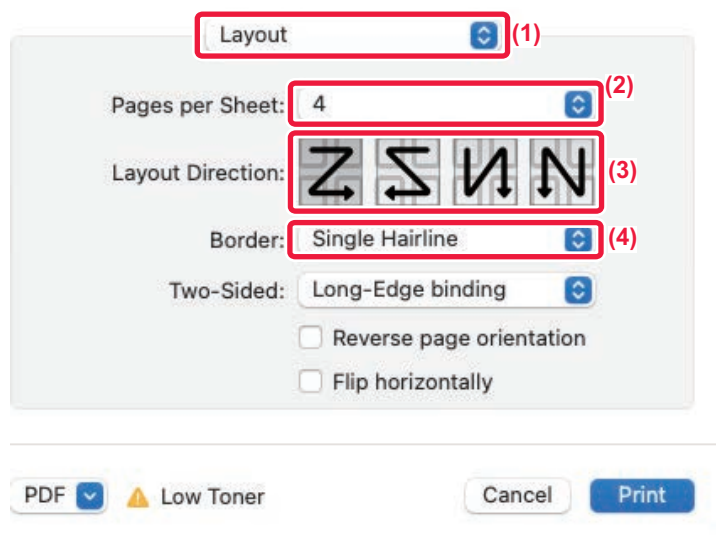 Layout (1)
Pages per Sheet: 4 (2)
Layout Direction: (3)
Border: Single Hairline (4)
Two-Sided: Long-Edge binding
Reverse page orientation
Flip horizontally
PDF Low Toner Cancel Print